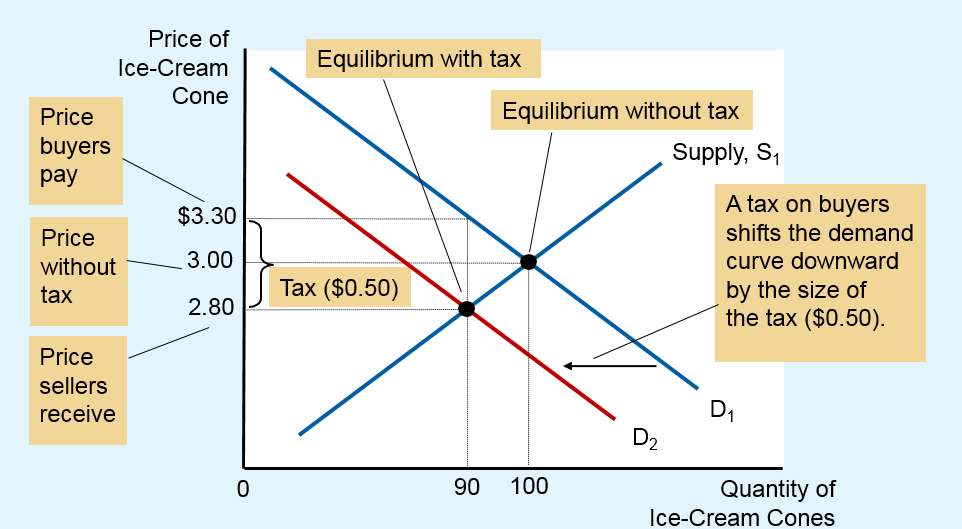 Price of
Ice-Cream
Cone
Equilibrium with tax
Equilibrium without tax
Price
buyers
pay
Supply, S₁
A tax on buyers
shifts the demand
curve downward
by the size of
the tax ($0.50).
$3.30
Price
without
tax
3.00
Tax ($0.50)
2.80
Price
sellers
receive
D₁
D₂
0
90
100
Quantity of
Ice-Cream Cones